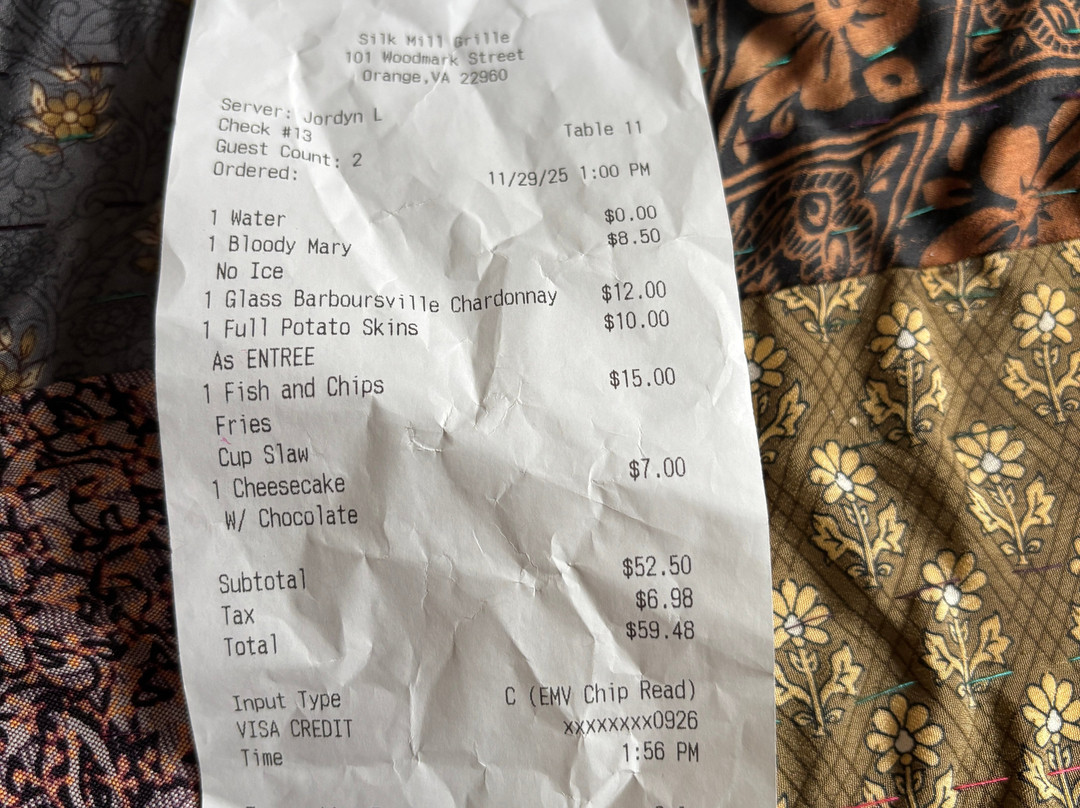 Silk Mill Grille
101 Woodmark Street
Orange,VA 22960
Server: Jordyn L
Check #13 Table 11
Guest Count: 2
Ordered: 11/29/25 1:00 PM
1 Water $0.00
1 Bloody Mary $8.50
No Ice
1 Glass Barboursville Chardonnay $12.00
1 Full Potato Skins $10.00
As ENTREE
1 Fish and Chips $15.00
Fries
Cup Slaw
1 Cheesecake $7.00
W/ Chocolate
Subtotal $52.50
Tax $6.98
Total $59.48
Input Type C (EMV Chip Read)
VISA CREDIT xxxxxxxx0926
Time 1:56 PM